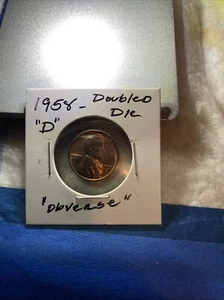 1958- Doubled
"D" Die
"obverse"